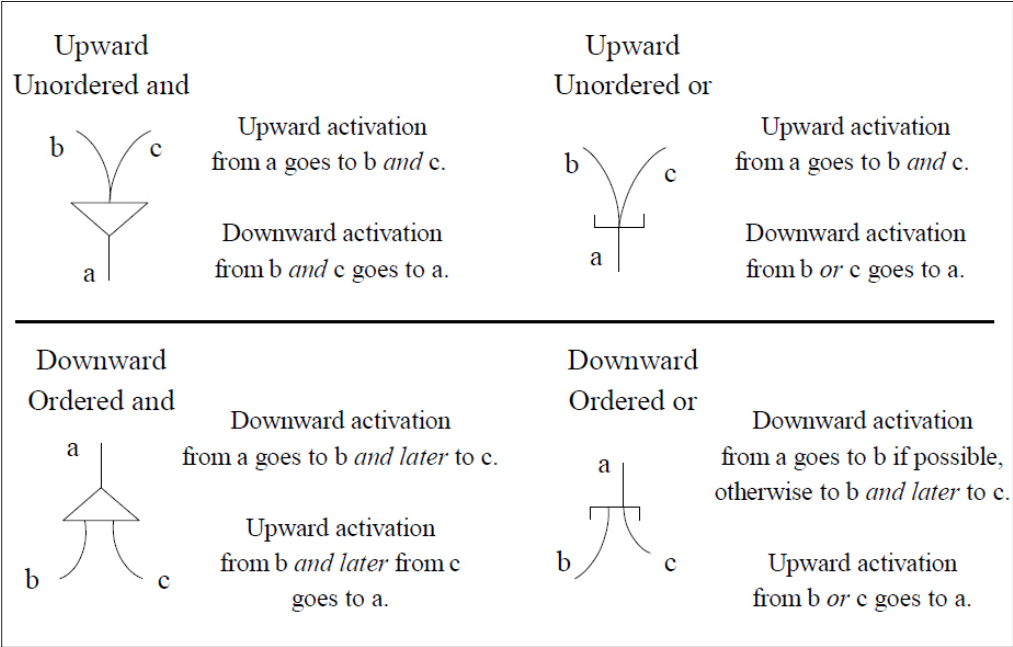 Upward
Unordered and
b
c
a
Upward activation
from a goes to b and c.
Downward activation
from b and c goes to a.
Upward
Unordered or
b
c
a
Upward activation
from a goes to b and c.
Downward activation
from b or c goes to a.
Downward
Ordered and
a
b
c
Downward activation
from a goes to b and later to c.
Upward activation
from b and later from c
goes to a.
Downward
Ordered or
a
b
c
Downward activation
from a goes to b if possible,
otherwise to b and later to c.
Upward activation
from b or c goes to a.